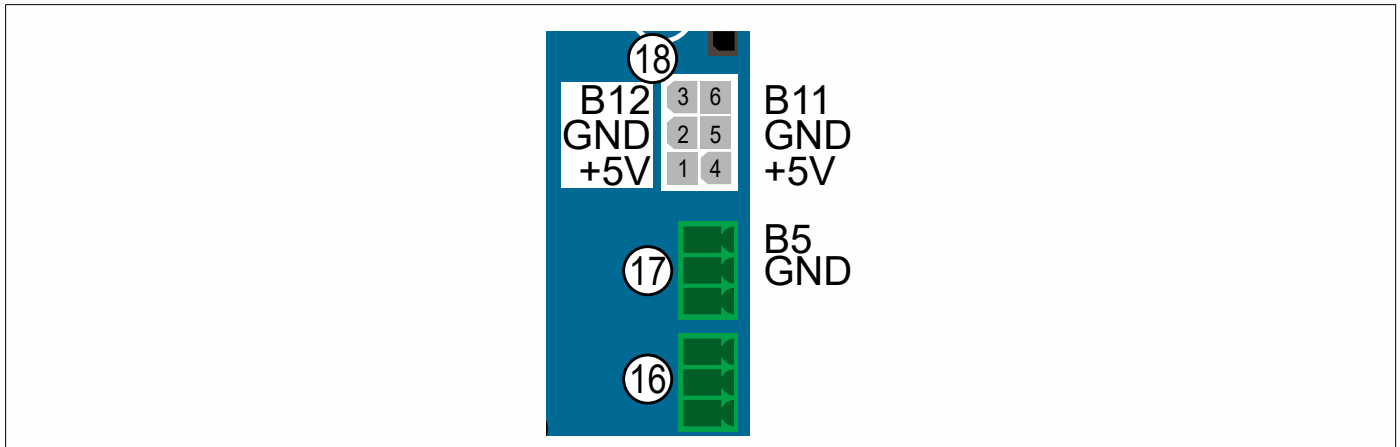 18
B12 3 6 B11
GND 2 5 GND
+5V 1 4 +5V
B5
17 GND
16